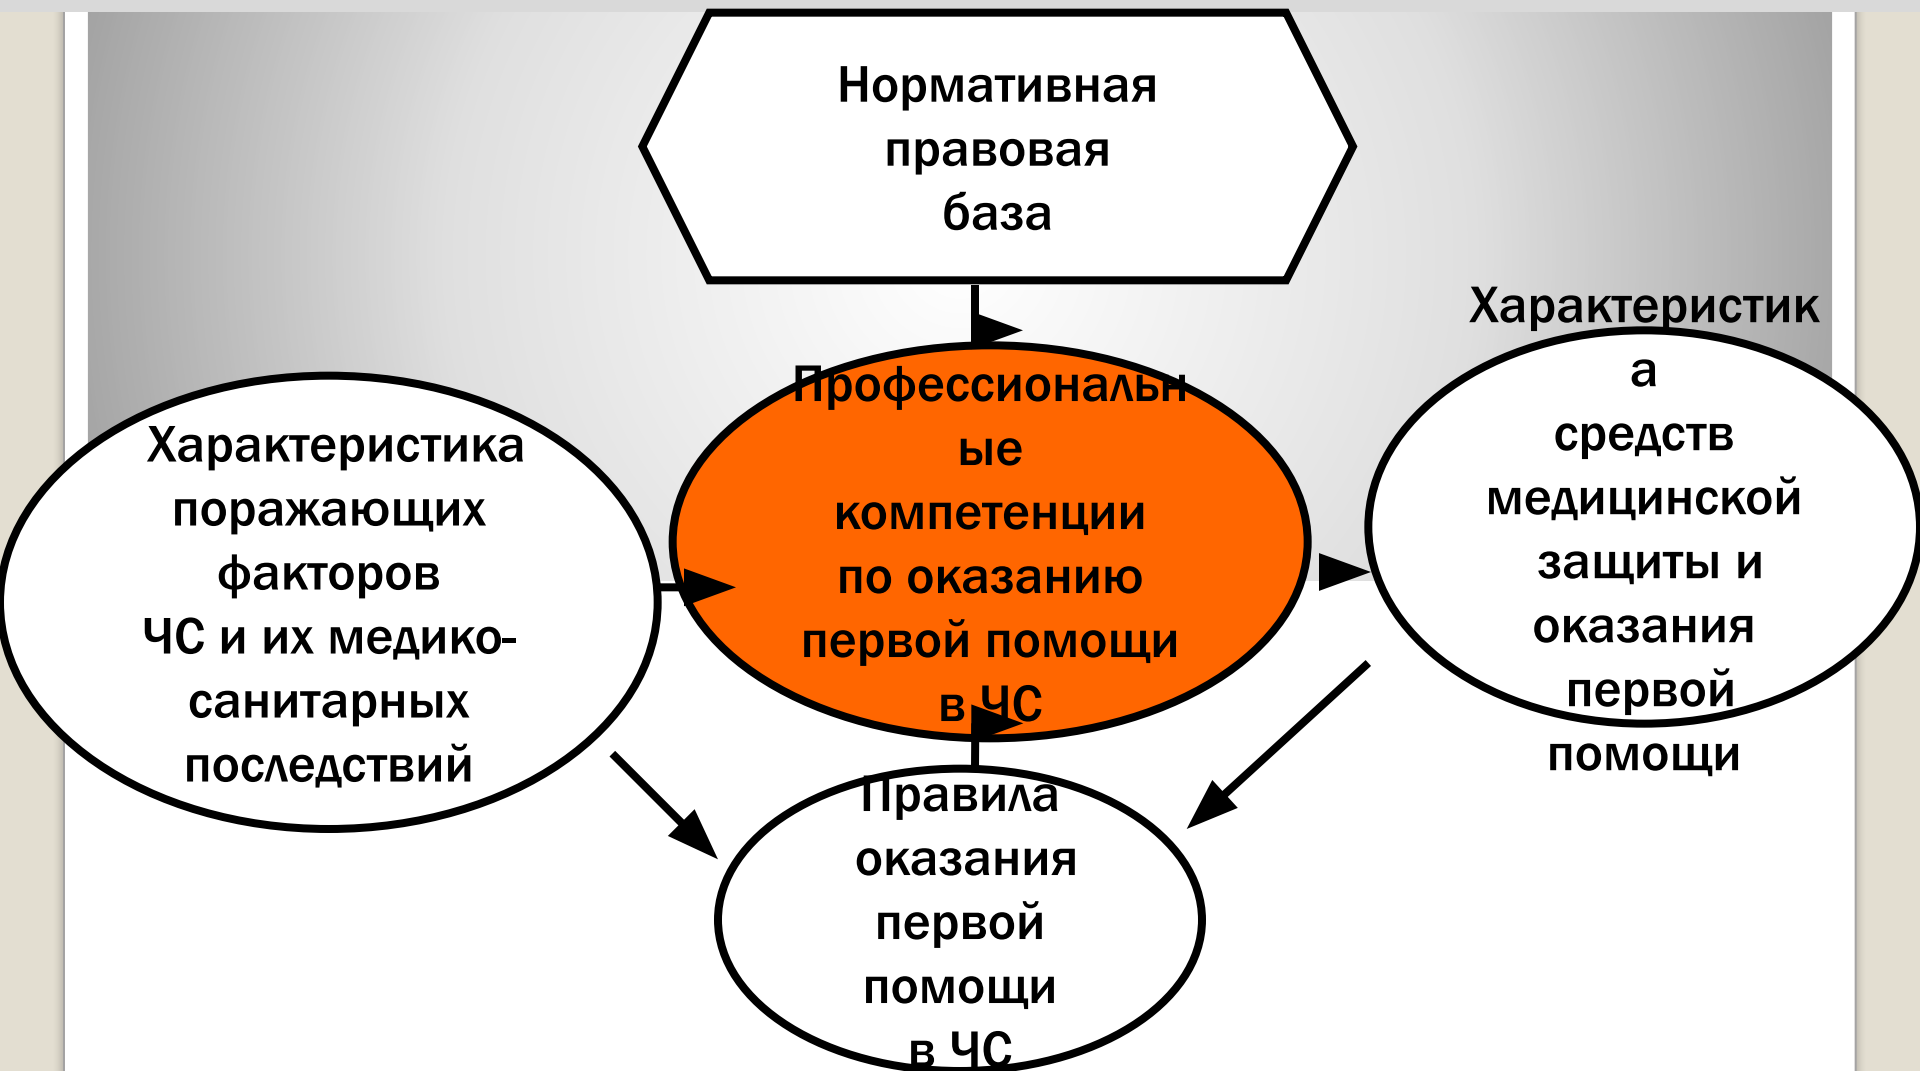 Нормативная
правовая
база
Характеристика
поражающих
факторов
ЧС и их медико-
санитарных
последствий
Профессиональн
ые
компетенции
по оказанию
первой помощи
в ЧС
Характеристик
а
средств
медицинской
защиты и
оказания
первой
помощи
Правила
оказания
первой
помощи
в ЧС